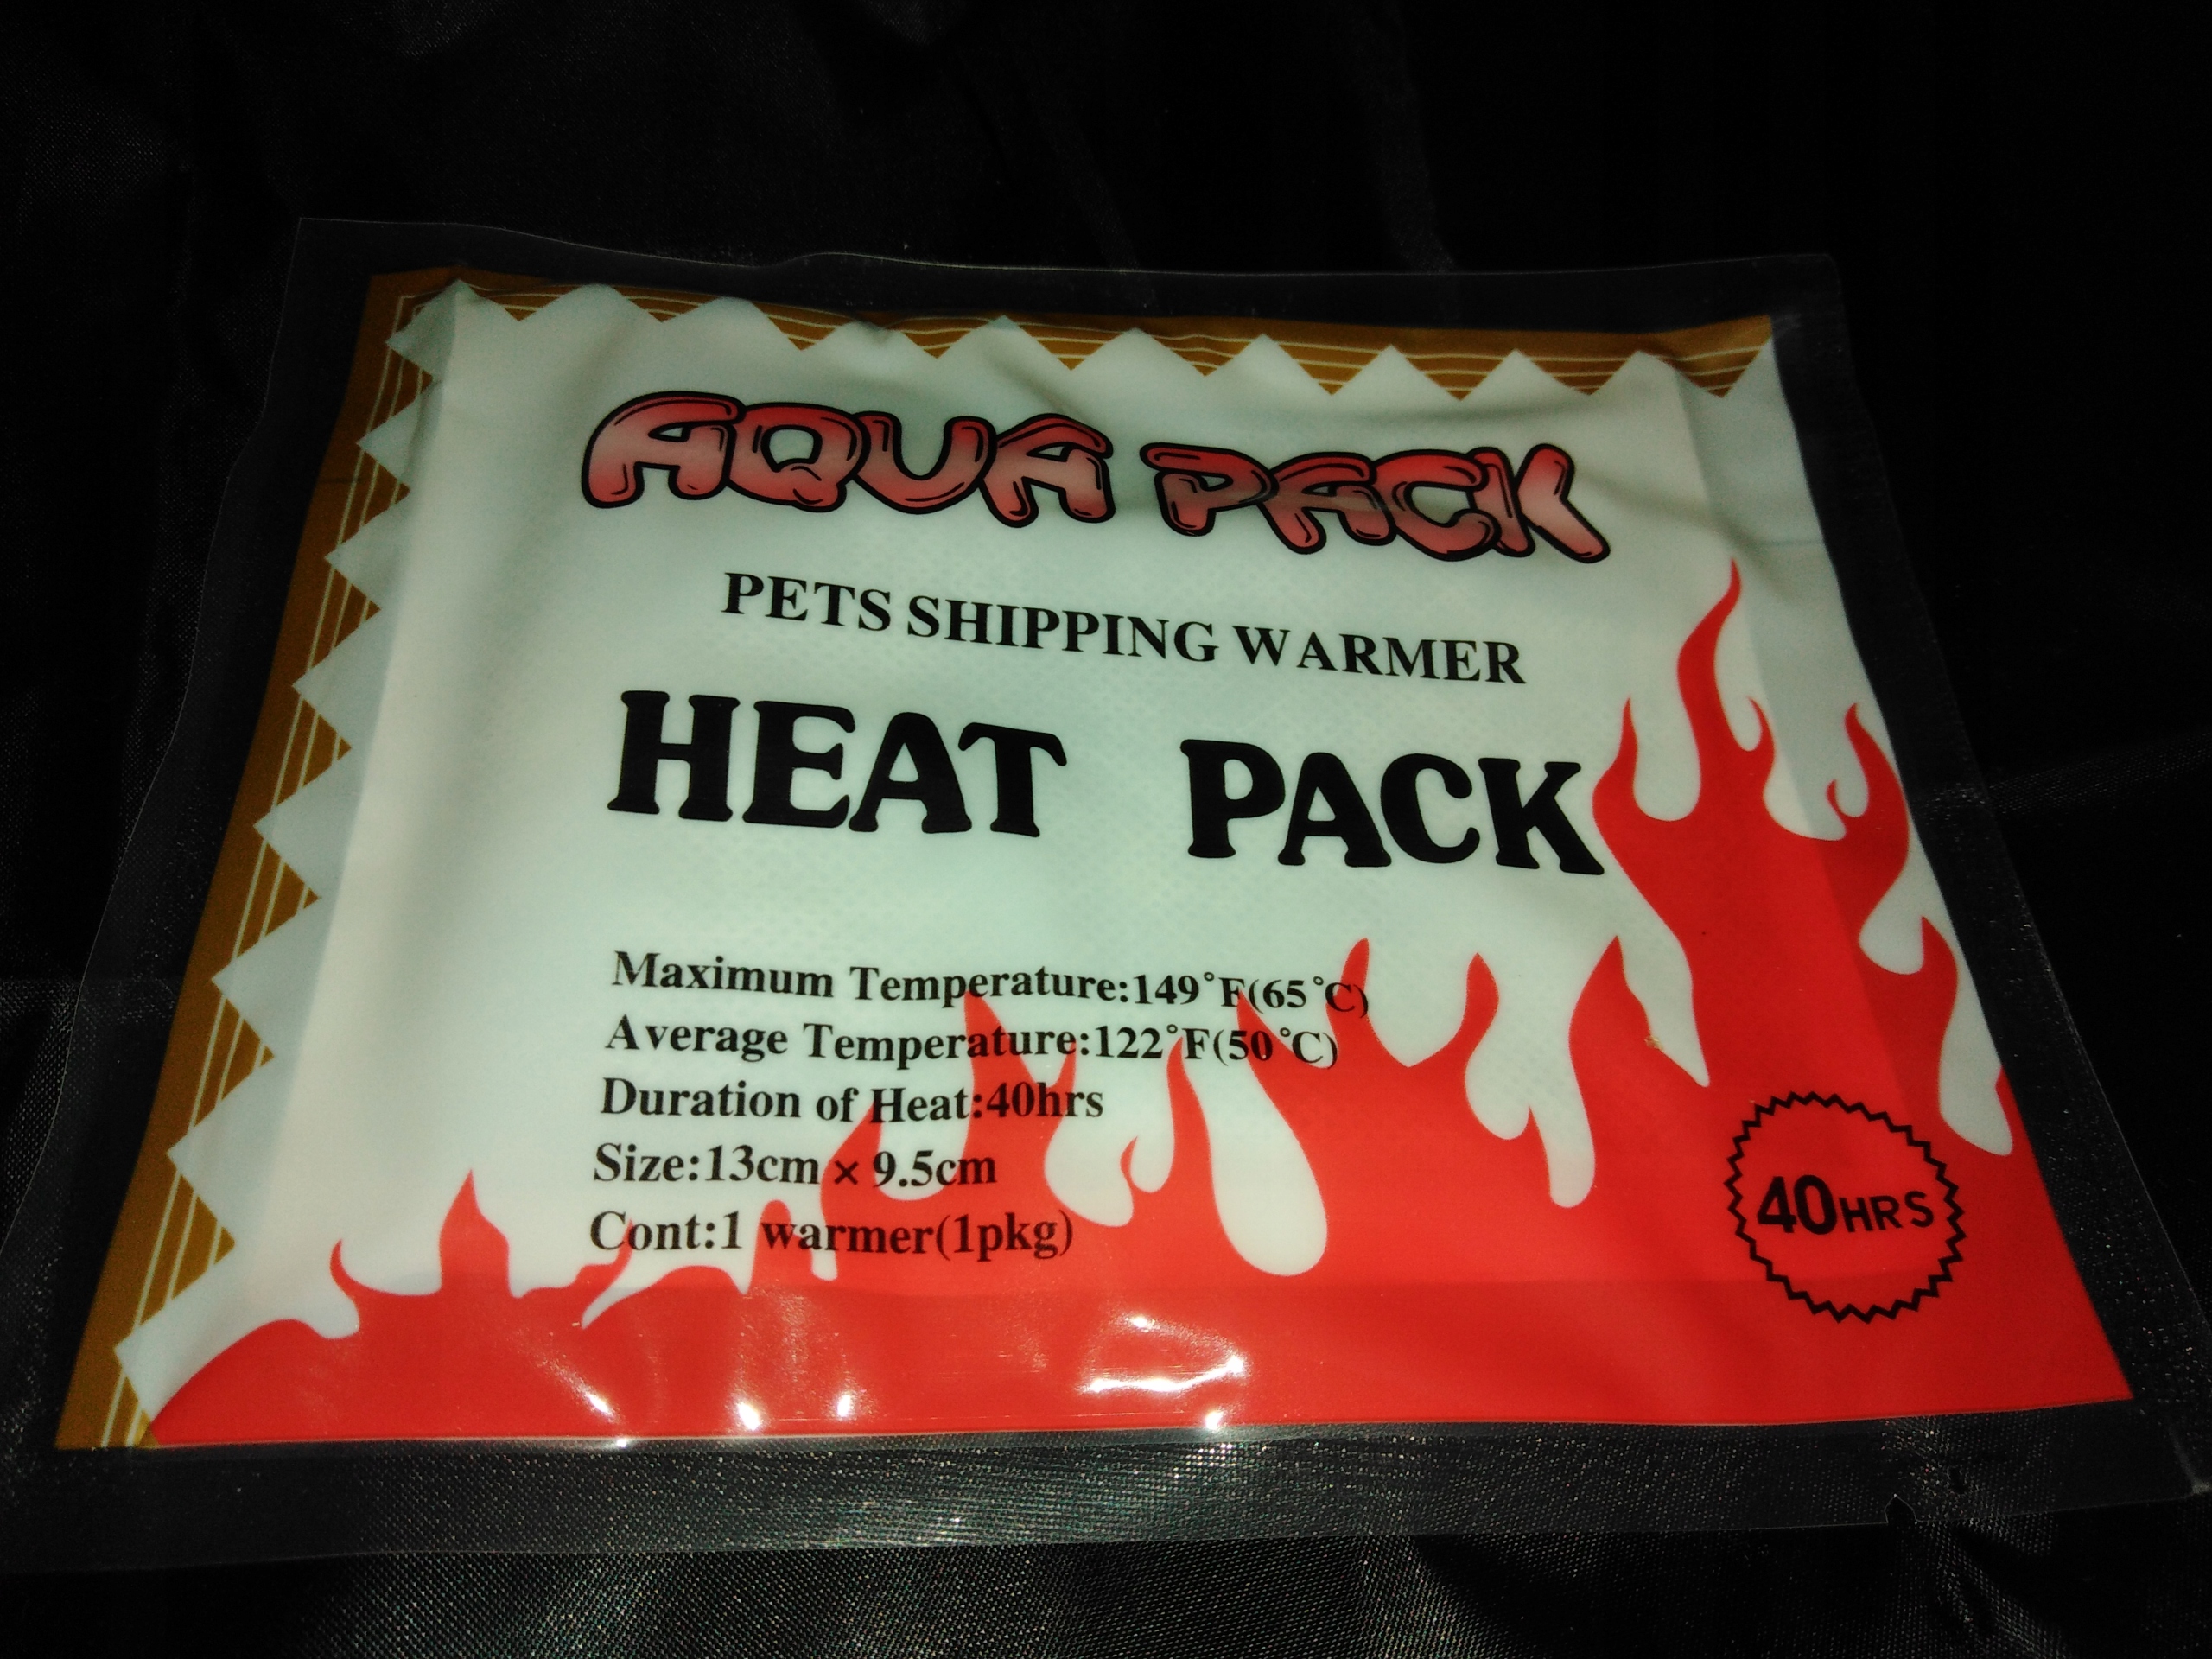 AQUA PACK
PETS SHIPPING WARMER
HEAT PACK
Maximum Temperature:149°F(65°C)
Average Temperature:122°F(50°C)
Duration of Heat:40hrs
Size:13cm × 9.5cm
Cont:1 warmer(1pkg)
40HRS